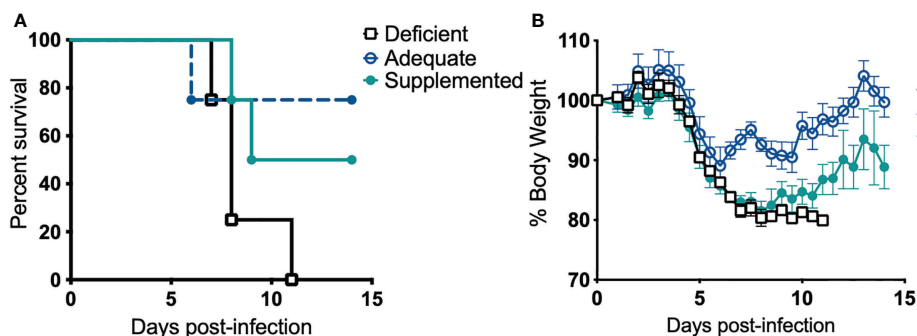 A
B
Deficient
Adequate
Supplemented
Percent survival
100
80
60
40
20
0
0 5 10 15
Days post-infection
% Body Weight
110
100
90
80
70
0 5 10 15
Days post-infection